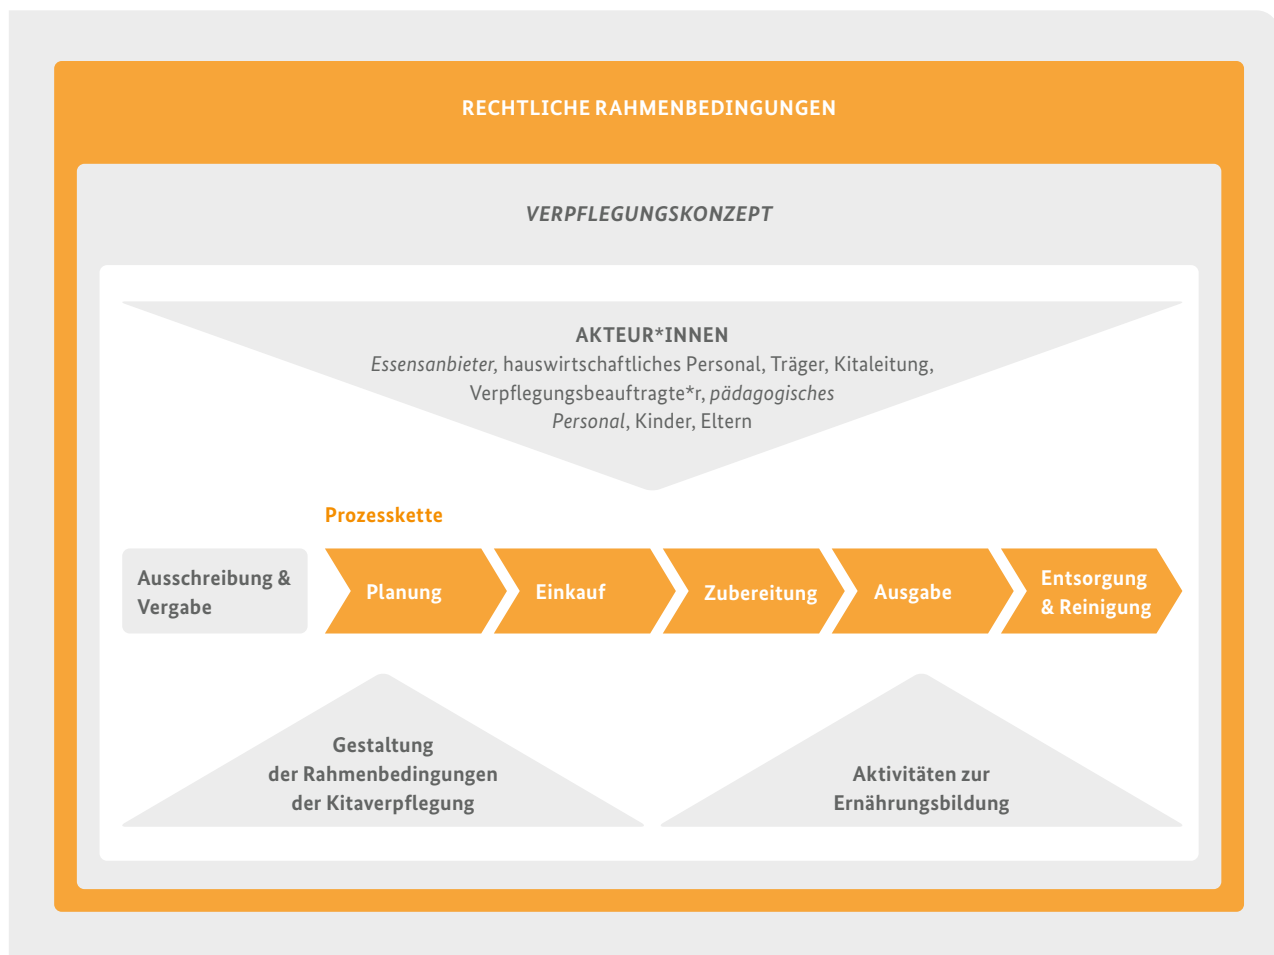 RECHTLICHE RAHMENBEDINGUNGEN
VERPFLEGUNGSKONZEPT
AKTEUR*INNEN
Essensanbieter, hauswirtschaftliches Personal, Träger, Kitaleitung,
Verpflegungsbeauftragte*r, pädagogisches
Personal, Kinder, Eltern
Prozesskette
Ausschreibung &
Vergabe
Planung
Einkauf
Zubereitung
Ausgabe
Entsorgung
& Reinigung
Gestaltung
der Rahmenbedingungen
der Kitaverpflegung
Aktivitäten zur
Ernährungsbildung